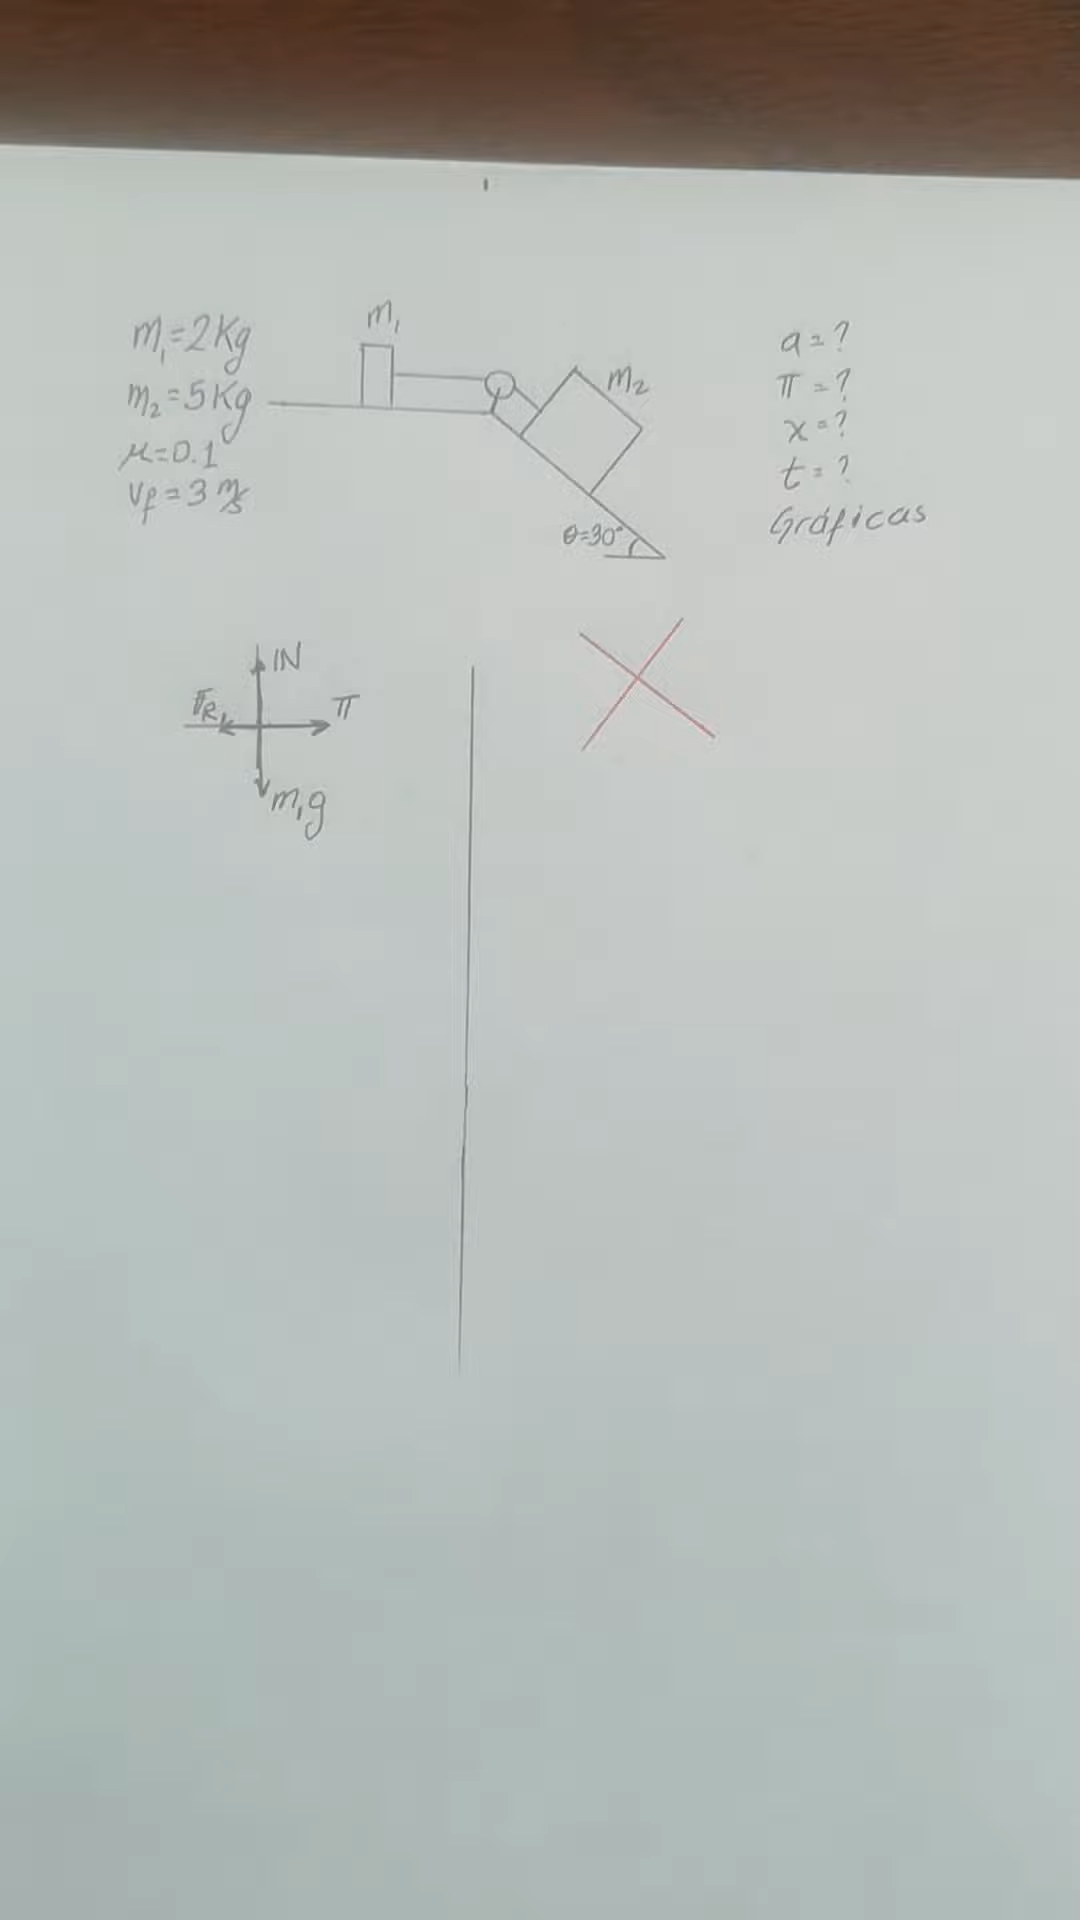 m₁=2Kg
m₂=5Kg
μ=0.1
Vf=3 m/s
m₁
m₂
θ=30°
a=?
T=?
x=?
t=?
Gráficas
N
FR
T
m₁g